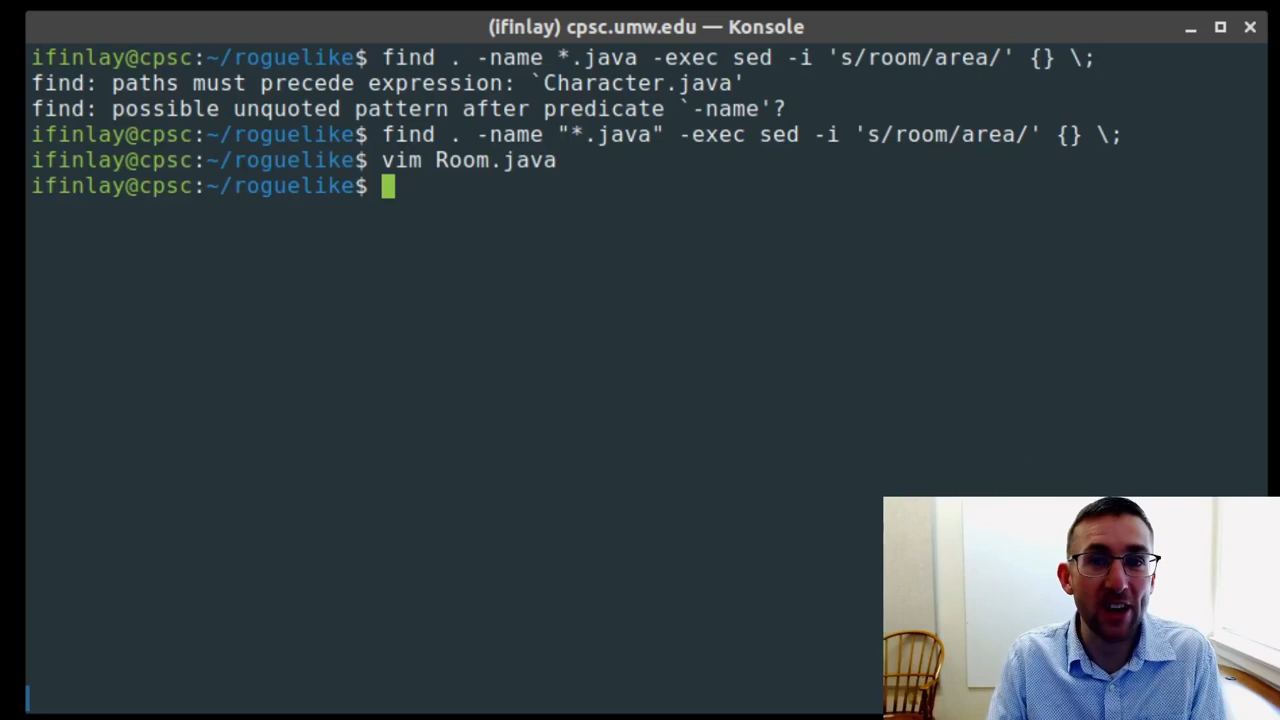 (ifinlay) cpsc.umw.edu — Konsole
ifinlay@cpsc:~/roguelike$ find . -name *.java -exec sed -i 's/room/area/' {} \;
find: paths must precede expression: `Character.java'
find: possible unquoted pattern after predicate `-name'?
ifinlay@cpsc:~/roguelike$ find . -name "*.java" -exec sed -i 's/room/area/' {} \;
ifinlay@cpsc:~/roguelike$ vim Room.java
ifinlay@cpsc:~/roguelike$